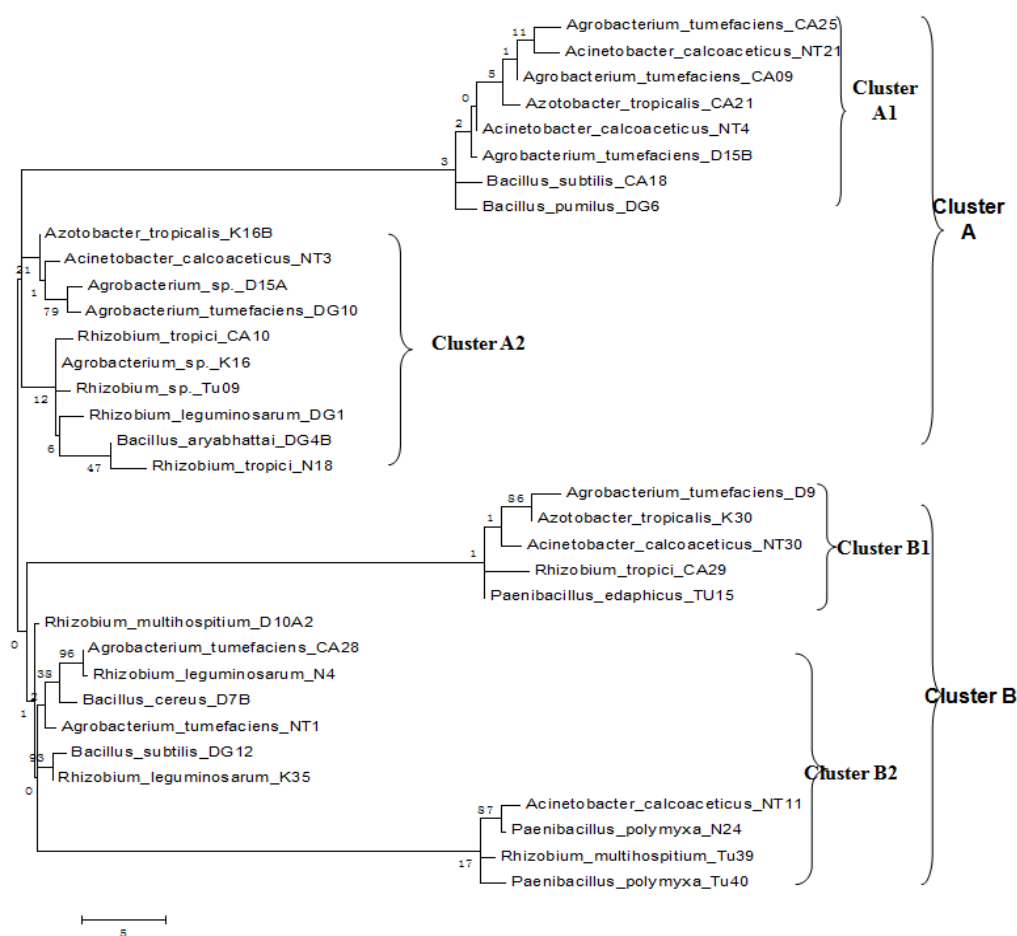 Agrobacterium_tumefaciens_CA25
11
Acinetobacter_calcoaceticus_NT21
1
Agrobacterium_tumefaciens_CA09
5
Cluster
A1
Azotobacter_tropicalis_CA21
0
2
Acinetobacter_calcoaceticus_NT4
Agrobacterium_tumefaciens_D15B
3
Bacillus_subtilis_CA18
Bacillus_pumilus_DG6
Cluster
A
Azotobacter_tropicalis_K16B
21
Acinetobacter_calcoaceticus_NT3
1
Agrobacterium_sp._D15A
79
Agrobacterium_tumefaciens_DG10
Rhizobium_tropici_CA10
Cluster A2
Agrobacterium_sp._K16
Rhizobium_sp._Tu09
12
Rhizobium_leguminosarum_DG1
6
Bacillus_aryabhattai_DG4B
47
Rhizobium_tropici_N18
Agrobacterium_tumefaciens_D9
86
Azotobacter_tropicalis_K30
1
Acinetobacter_calcoaceticus_NT30
Cluster B1
1
Rhizobium_tropici_CA29
Paenibacillus_edaphicus_TU15
Rhizobium_multihospitium_D10A2
0
Agrobacterium_tumefaciens_CA28
96
Rhizobium_leguminosarum_N4
38
Bacillus_cereus_D7B
2
Cluster B
1
Agrobacterium_tumefaciens_NT1
Bacillus_subtilis_DG12
93
Rhizobium_leguminosarum_K35
Cluster B2
0
Acinetobacter_calcoaceticus_NT11
87
Paenibacillus_polymyxa_N24
Rhizobium_multihospitium_Tu39
17
Paenibacillus_polymyxa_Tu40
5